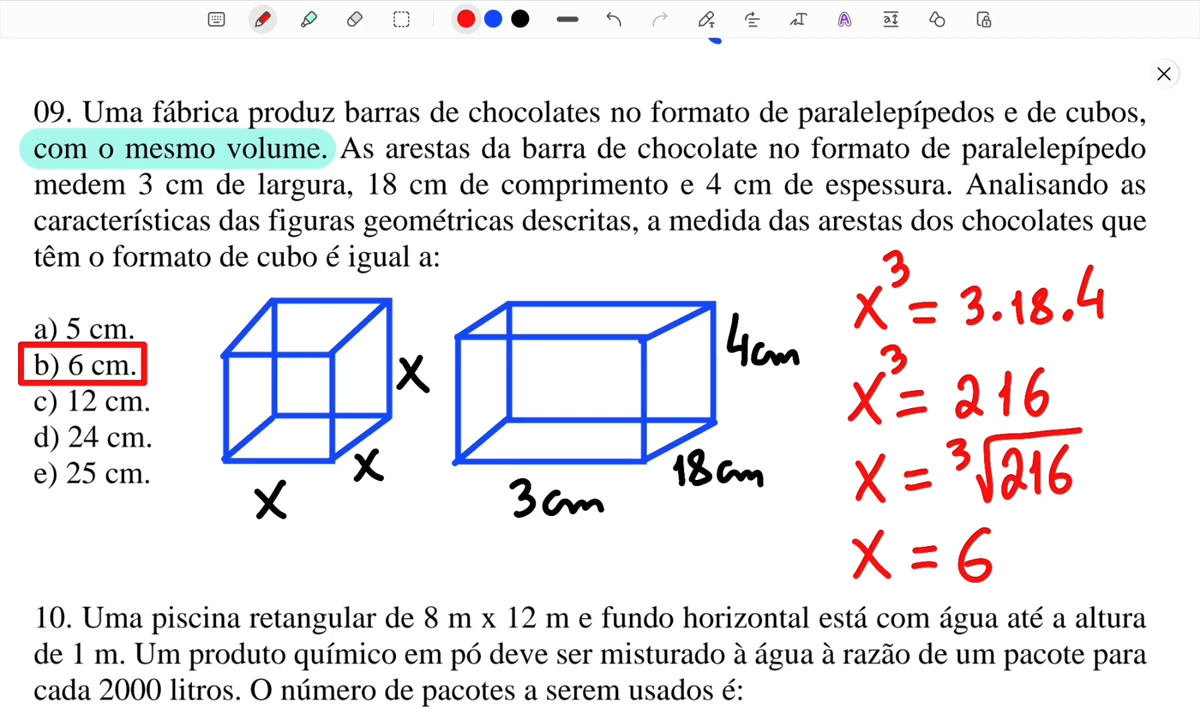 09. Uma fábrica produz barras de chocolates no formato de paralelepípedos e de cubos,
com o mesmo volume. As arestas da barra de chocolate no formato de paralelepípedo
medem 3 cm de largura, 18 cm de comprimento e 4 cm de espessura. Analisando as
características das figuras geométricas descritas, a medida das arestas dos chocolates que
têm o formato de cubo é igual a:
a) 5 cm.
b) 6 cm.
c) 12 cm.
d) 24 cm.
e) 25 cm.
x
x
x
4cm
18cm
3cm
x³ = 3.18.4
x³ = 216
x = ³√216
x = 6
10. Uma piscina retangular de 8 m x 12 m e fundo horizontal está com água até a altura
de 1 m. Um produto químico em pó deve ser misturado à água à razão de um pacote para
cada 2000 litros. O número de pacotes a serem usados é: